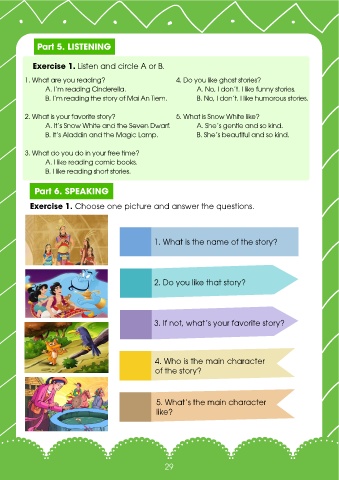 Part 5. LISTENING
Exercise 1. Listen and circle A or B.
1. What are you reading?
A. I'm reading Cinderella.
B. I'm reading the story of Mai An Tiem.
2. What is your favorite story?
A. It's Snow White and the Seven Dwarf.
B. It's Aladdin and the Magic Lamp.
3. What do you do in your free time?
A. I like reading comic books.
B. I like reading short stories.
4. Do you like ghost stories?
A. No, I don't. I like funny stories.
B. No, I don't. I like humorous stories.
5. What is Snow White like?
A. She's gentle and so kind.
B. She's beautiful and so kind.
Part 6. SPEAKING
Exercise 1. Choose one picture and answer the questions.
1. What is the name of the story?
2. Do you like that story?
3. If not, what's your favorite story?
4. Who is the main character
of the story?
5. What's the main character
like?
29